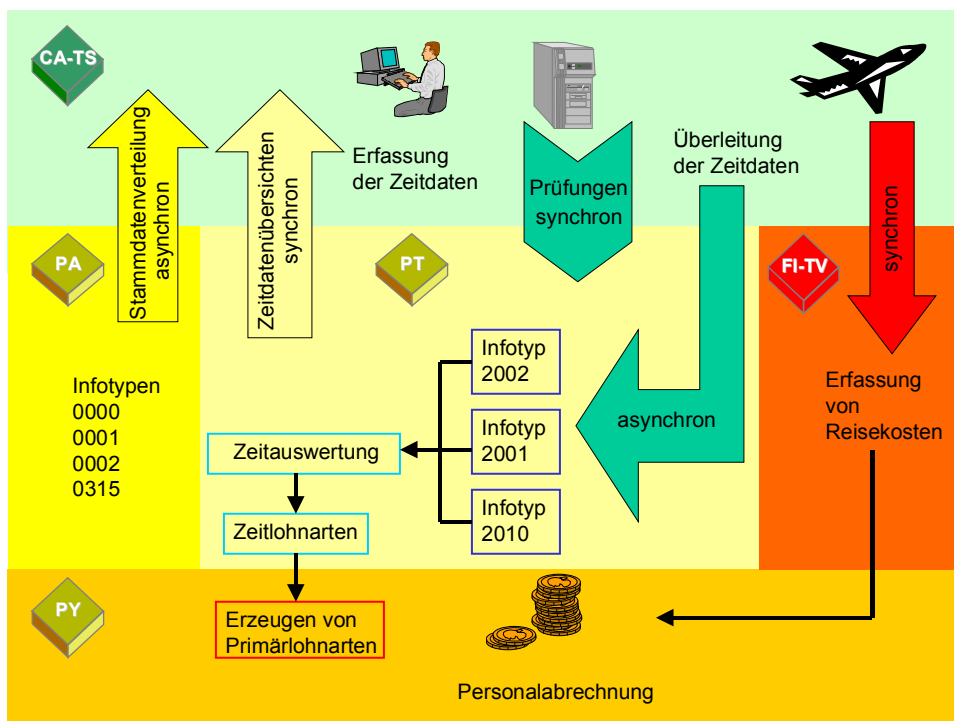 CA-TS
Stammdatenverteilung
asynchron
Zeitdatenübersichten
synchron
Erfassung
der Zeitdaten
Prüfungen
synchron
Überleitung
der Zeitdaten
synchron
PA
PT
FI-TV
Infotypen
0000
0001
0002
0315
Infotyp
2002
Infotyp
2001
Infotyp
2010
asynchron
Zeitauswertung
Zeitlohnarten
Erfassung
von
Reisekosten
PY
Erzeugen von
Primärlohnarten
Personalabrechnung